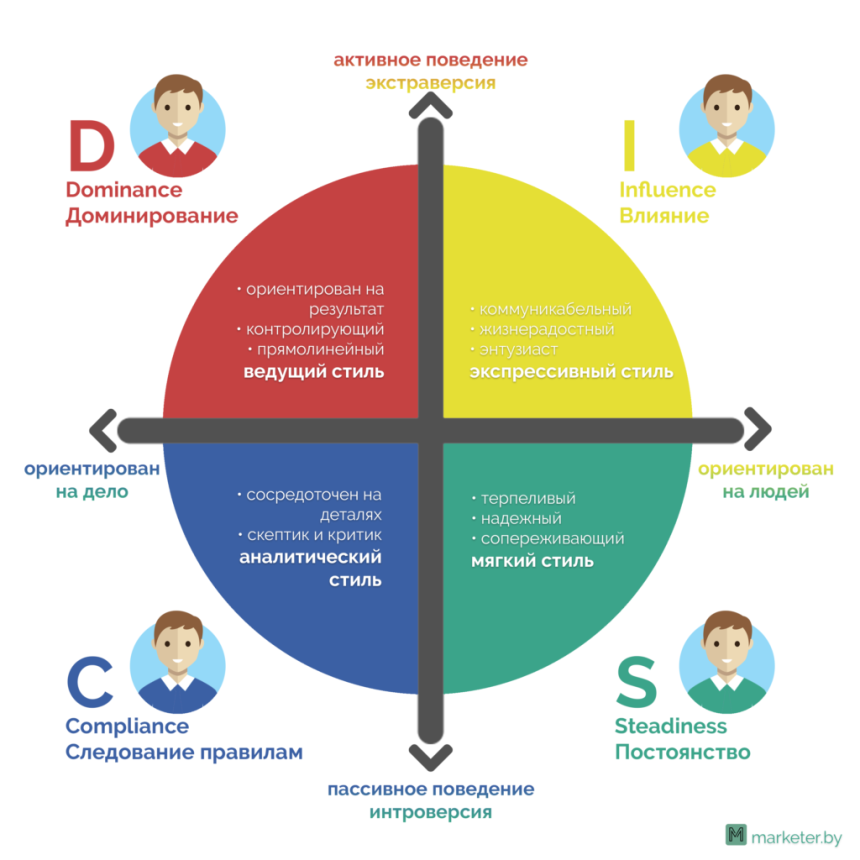 активное поведение
экстраверсия
D
Dominance
Доминирование
I
Influence
Влияние
• ориентирован на
результат
• контролирующий
• прямолинейный
ведущий стиль
• коммуникабельный
• жизнерадостный
• энтузиаст
экспрессивный стиль
ориентирован
на дело
ориентирован
на людей
• сосредоточен на
деталях
• скептик и критик
аналитический
стиль
• терпеливый
• надежный
• сопереживающий
мягкий стиль
C
Compliance
Следование правилам
S
Steadiness
Постоянство
пассивное поведение
интроверсия
M marketer.by